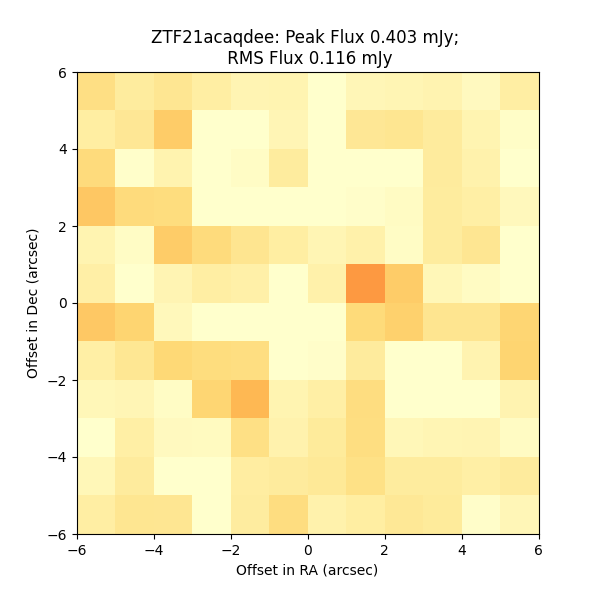 ZTF21acaqdee: Peak Flux 0.403 mJy;
RMS Flux 0.116 mJy
6
4
2
0
−2
−4
−6
Offset in Dec (arcsec)
−6 −4 −2 0 2 4 6
Offset in RA (arcsec)